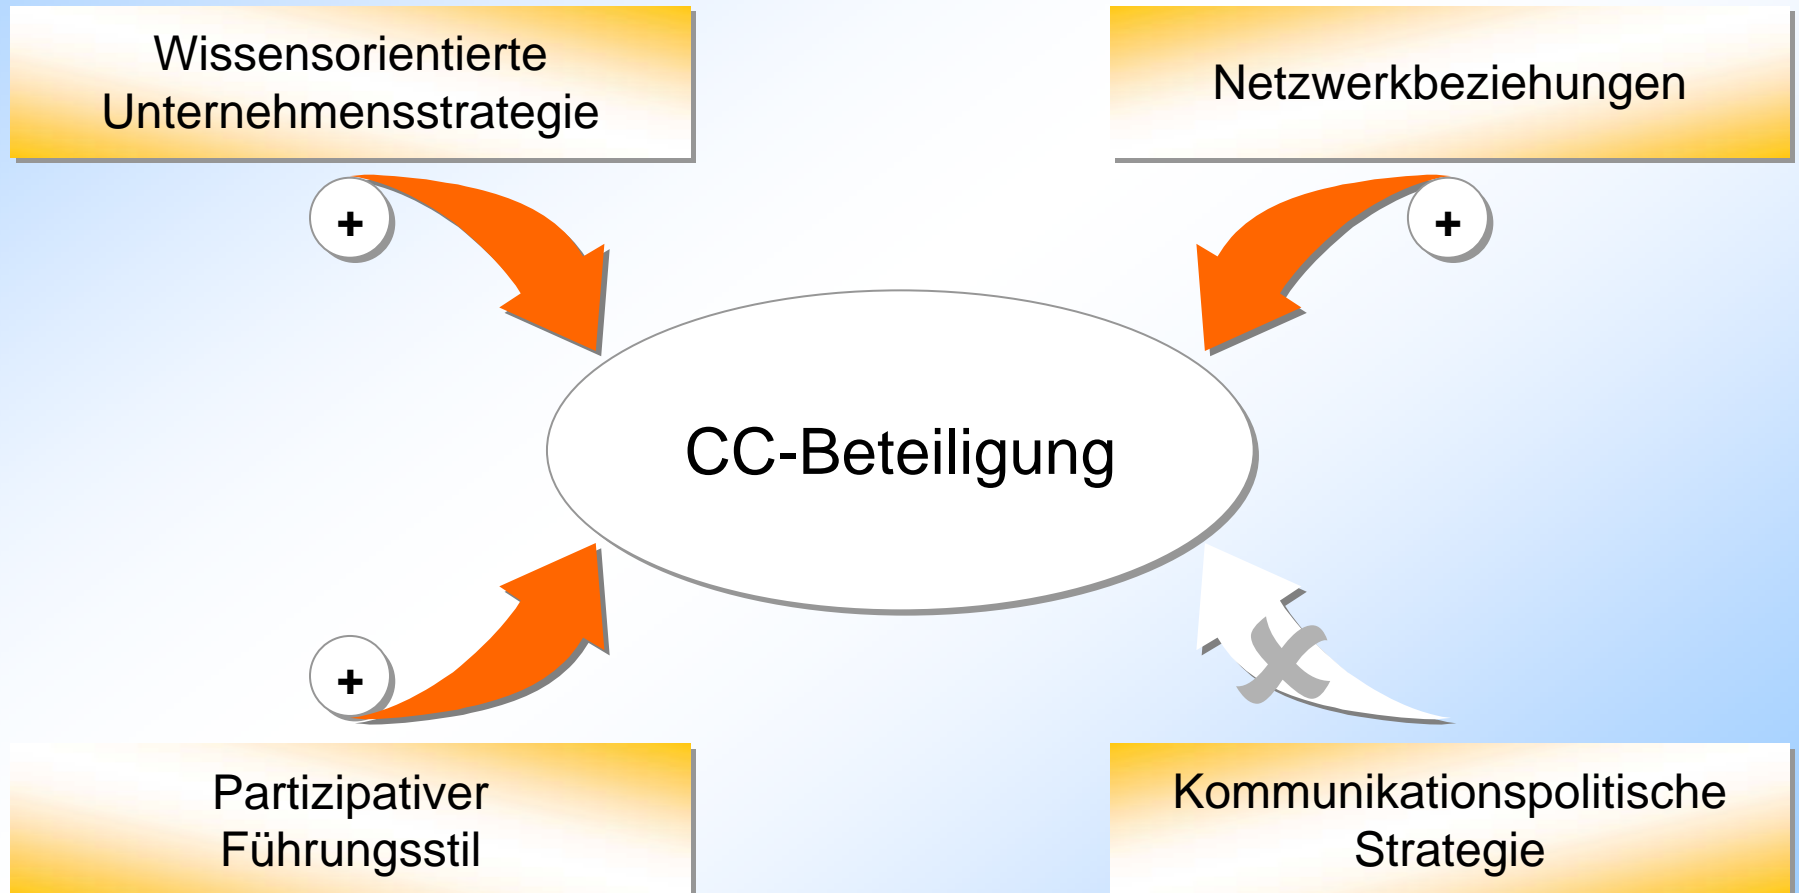 Wissensorientierte
Unternehmensstrategie
Netzwerkbeziehungen
+
+
CC-Beteiligung
+
Partizipativer
Führungsstil
Kommunikationspolitische
Strategie